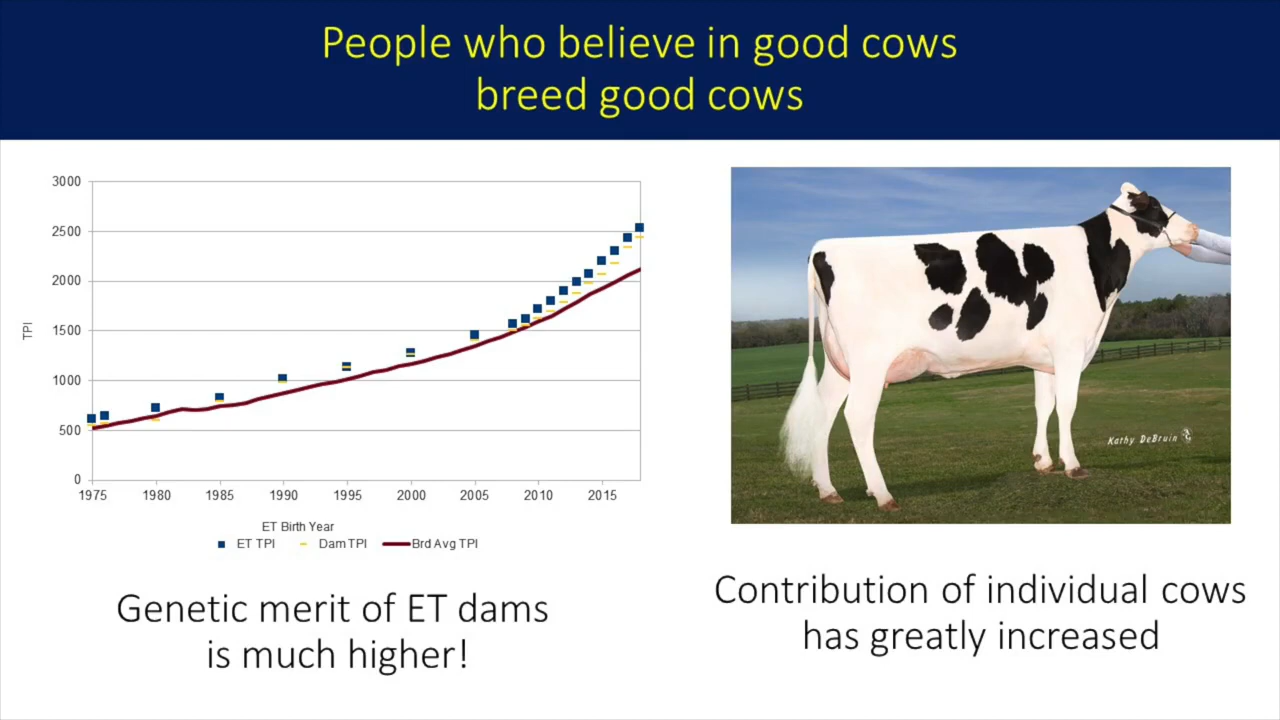 People who believe in good cows
breed good cows
3000
2500
2000
1500
1000
500
0
TPI
1975 1980 1985 1990 1995 2000 2005 2010 2015
ET Birth Year
ET TPI Dam TPI Brd Avg TPI
Genetic merit of ET dams
is much higher!
Kathy DeBruin
Contribution of individual cows
has greatly increased